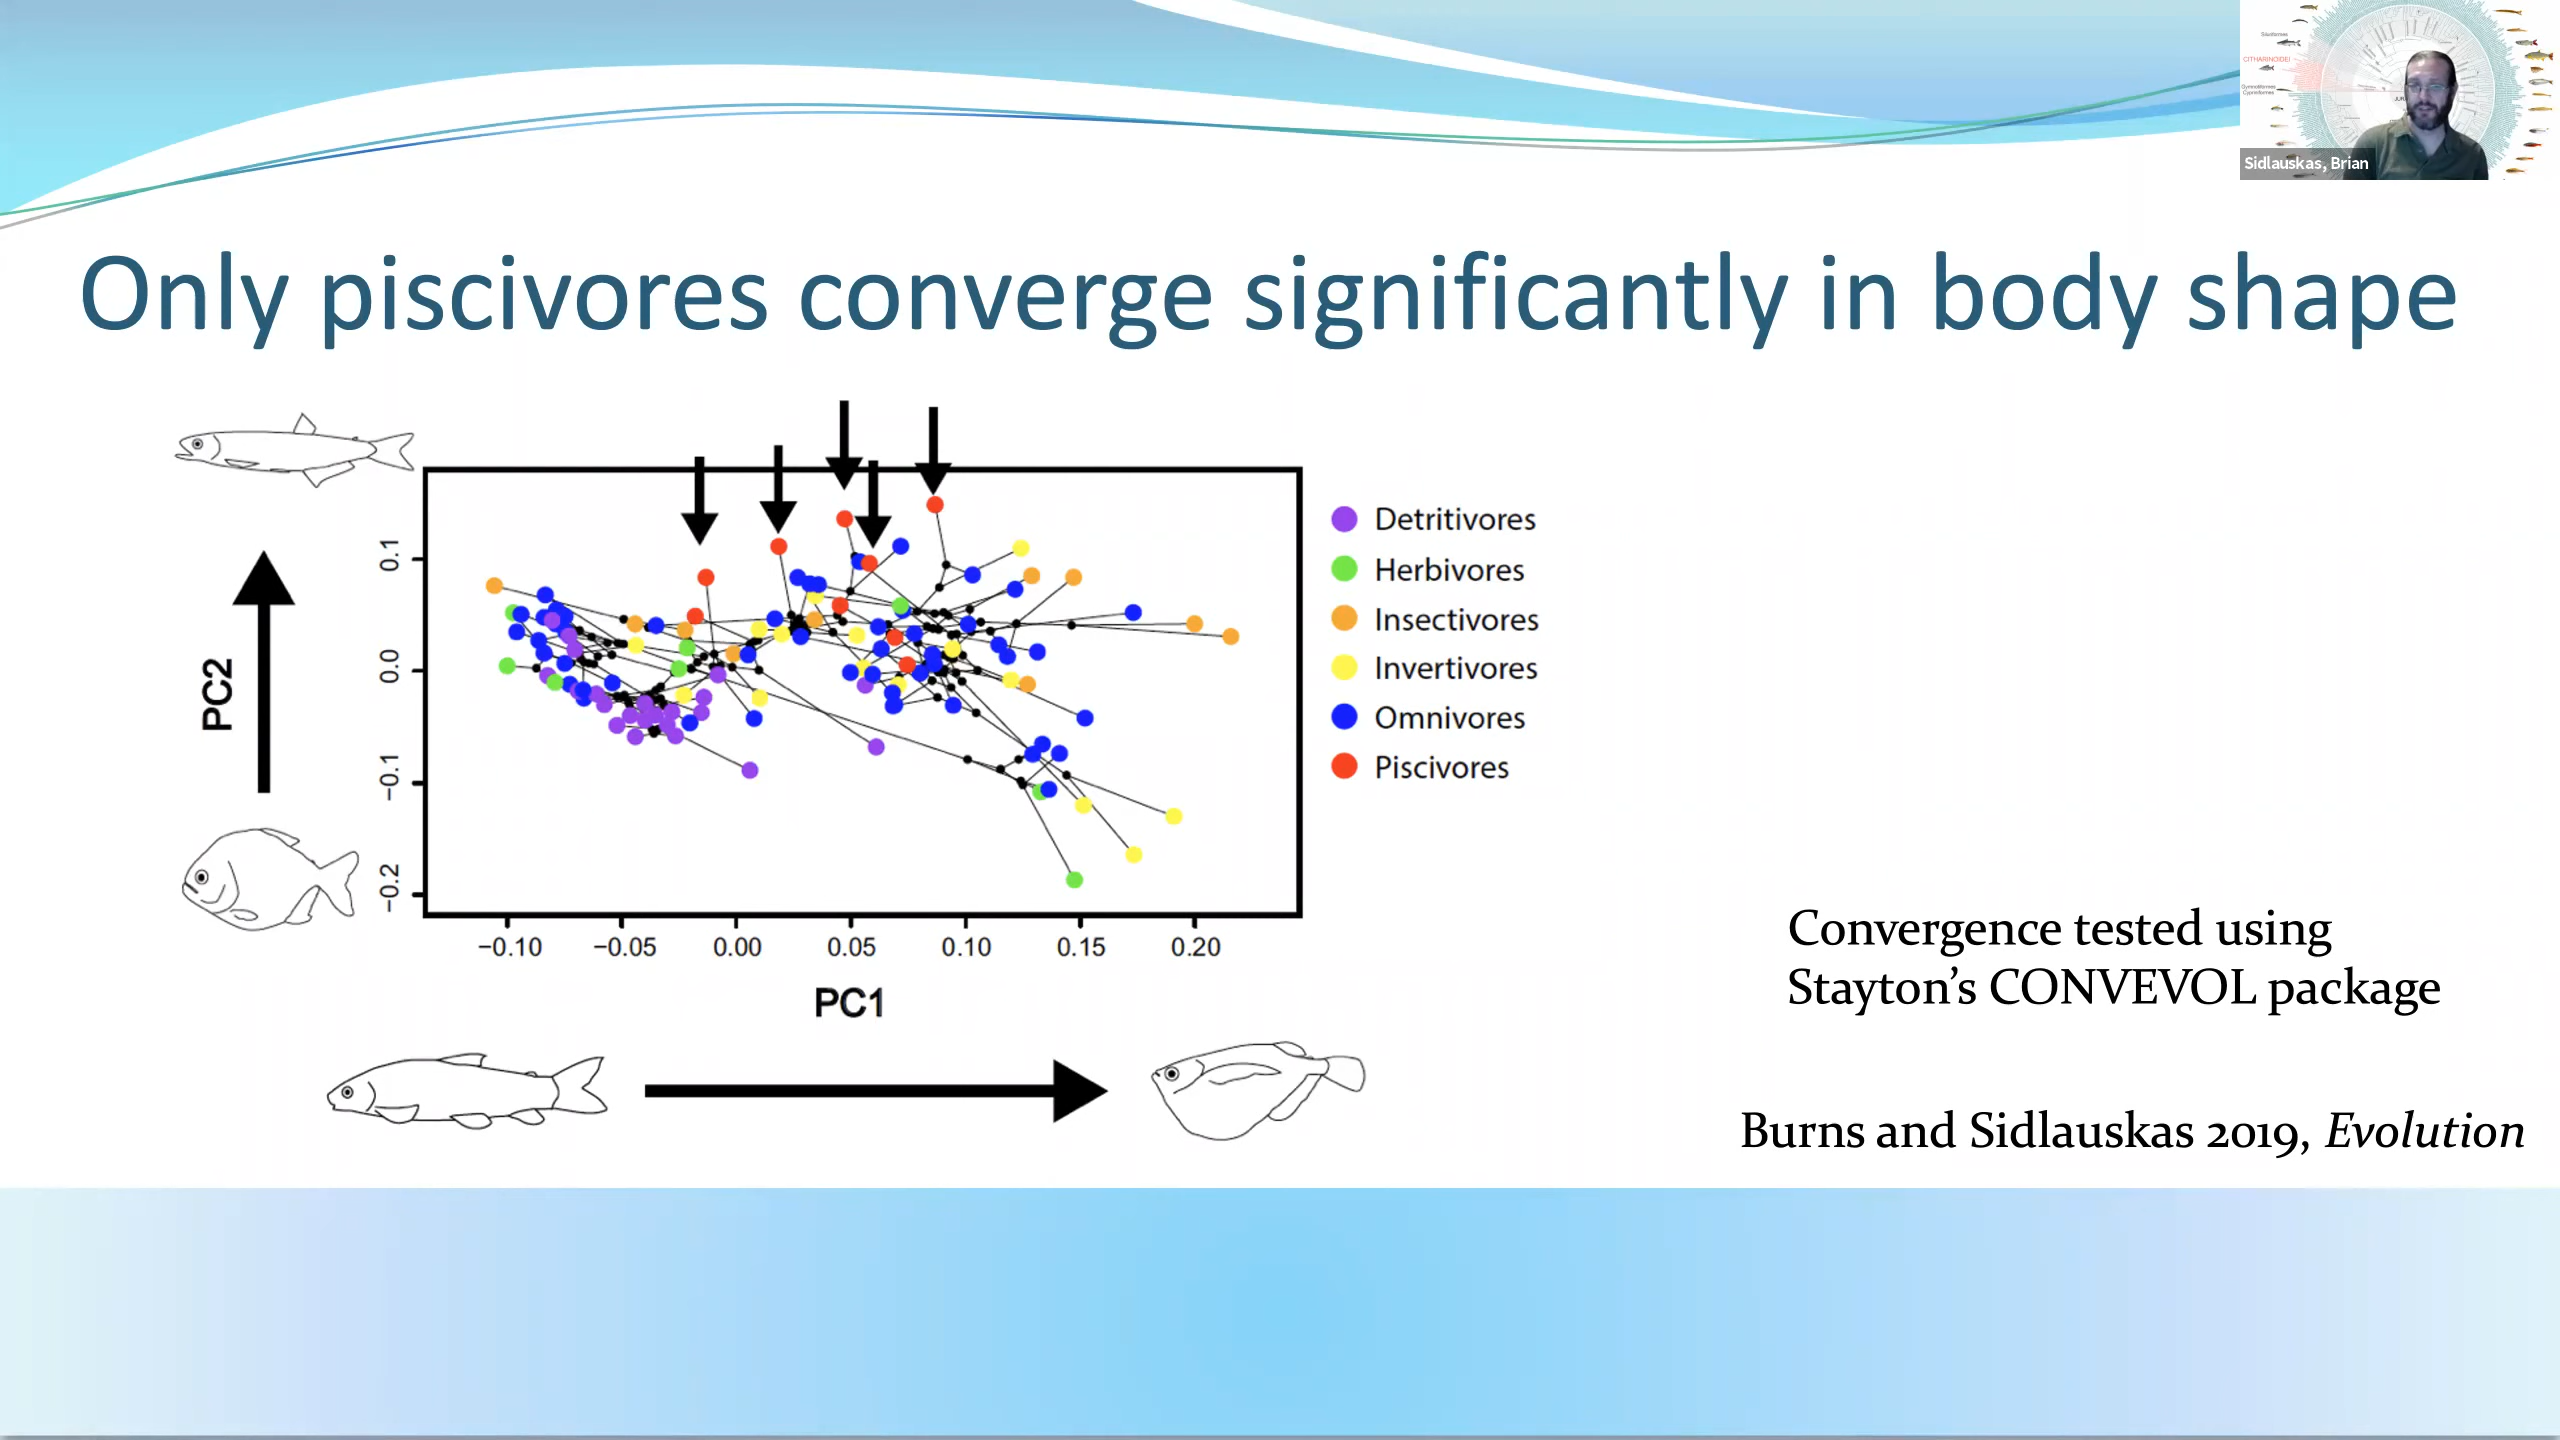 CITHARINOIDEI
Sidlauskas, Brian
Only piscivores converge significantly in body shape
0.1
0.0
−0.1
−0.2
PC2
−0.10
−0.05
0.00
0.05
0.10
0.15
0.20
PC1
Detritivores
Herbivores
Insectivores
Invertivores
Omnivores
Piscivores
Convergence tested using
Stayton’s CONVEVOL package
Burns and Sidlauskas 2019, Evolution